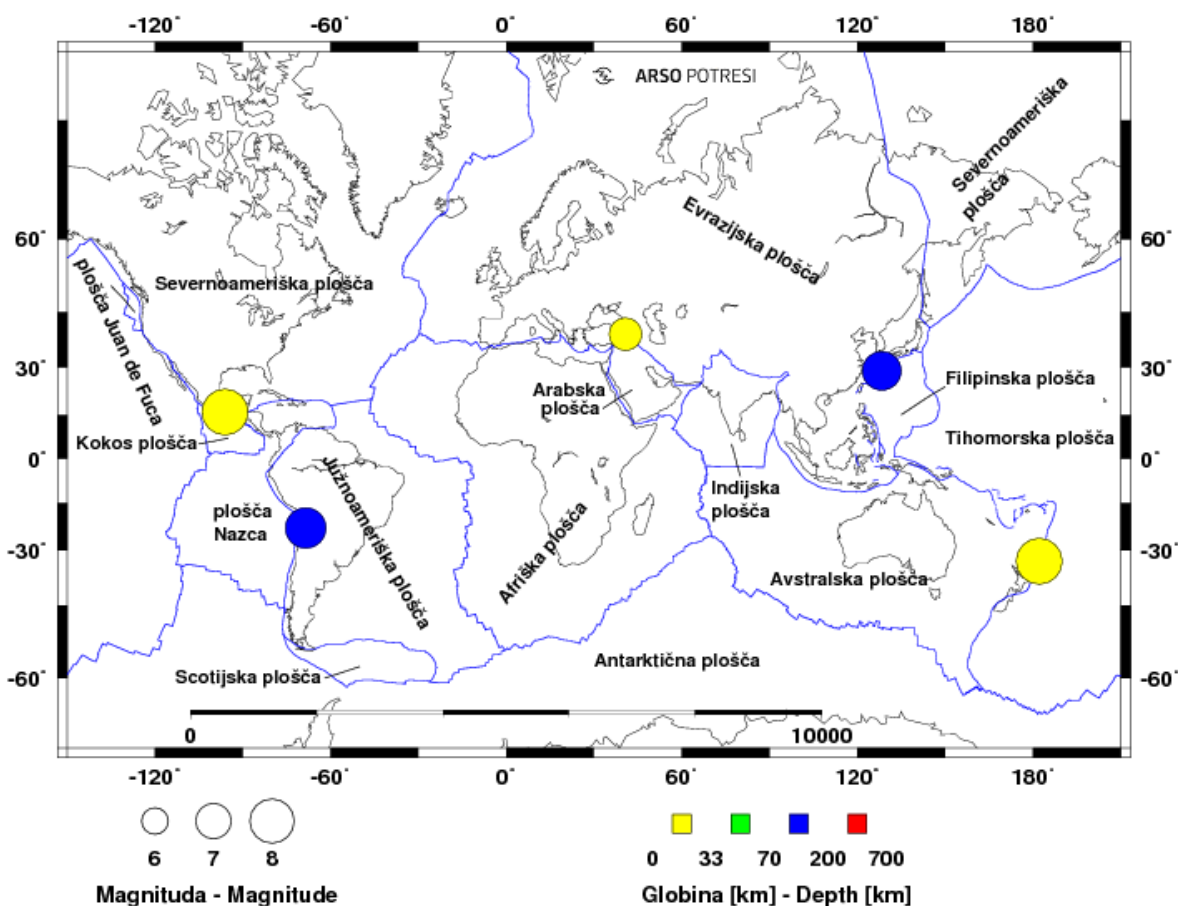 -120° -60° 0° 60° 120° 180°
ARSO POTRESI
Severnoameriška
plošča
Evrazijska plošča
60° 60°
Severnoameriška plošča
plošča Juan de Fuca
30° 30°
Arabska
plošča
Filipinska plošča
Kokos plošča
Tihomorska plošča
0° 0°
Južnoameriška plošča
Indijska
plošča
plošča
Nazca
Afriška plošča
-30° -30°
Avstralska plošča
Antarktična plošča
Scotijska plošča
-60° -60°
0 10000
-120° -60° 0° 60° 120° 180°
6 7 8
Magnituda - Magnitude
0 33 70 200 700
Globina [km] - Depth [km]